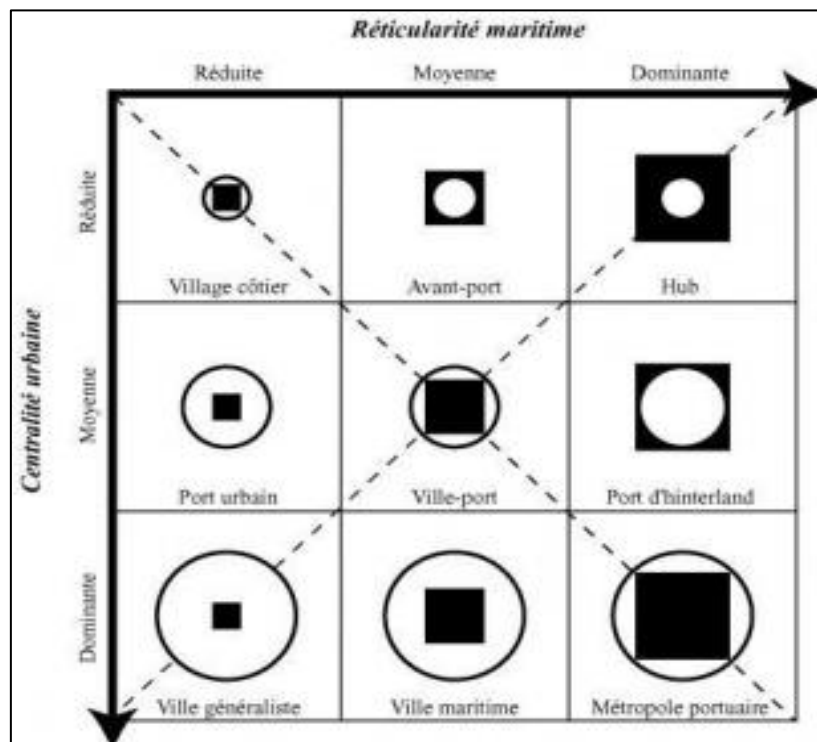 Réticularité maritime
Réduite Moyenne Dominante
Centralité urbaine
Réduite
Village côtier Avant-port Hub
Moyenne
Port urbain Ville-port Port d'hinterland
Dominante
Ville généraliste Ville maritime Métropole portuaire